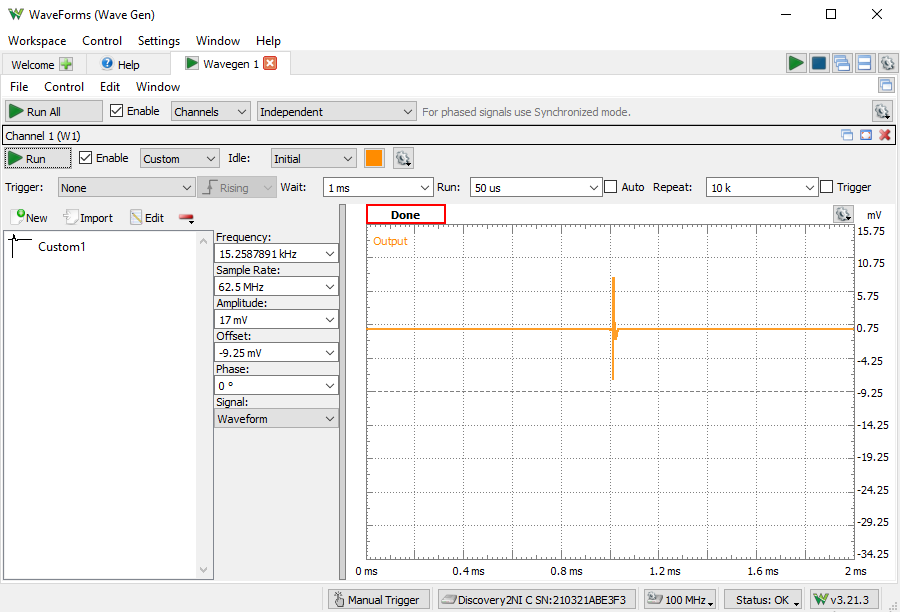 WaveForms (Wave Gen)
Workspace Control Settings Window Help
Welcome Help Wavegen 1
File Control Edit Window
Run All Enable Channels Independent For phased signals use Synchronized mode.
Channel 1 (W1)
Run Enable Custom Idle: Initial
Trigger: None Rising Wait: 1 ms Run: 50 us Auto Repeat: 10 k Trigger
New Import Edit Done mV
Custom1
Frequency:
15.2587891 kHz
Sample Rate:
62.5 MHz
Amplitude:
17 mV
Offset:
-9.25 mV
Phase:
0 °
Signal:
Waveform
Output
15.75
10.75
5.75
0.75
-4.25
-9.25
-14.25
-19.25
-24.25
-29.25
-34.25
0 ms 0.4 ms 0.8 ms 1.2 ms 1.6 ms 2 ms
Manual Trigger Discovery2NI C SN:210321ABE3F3 100 MHz Status: OK v3.21.3